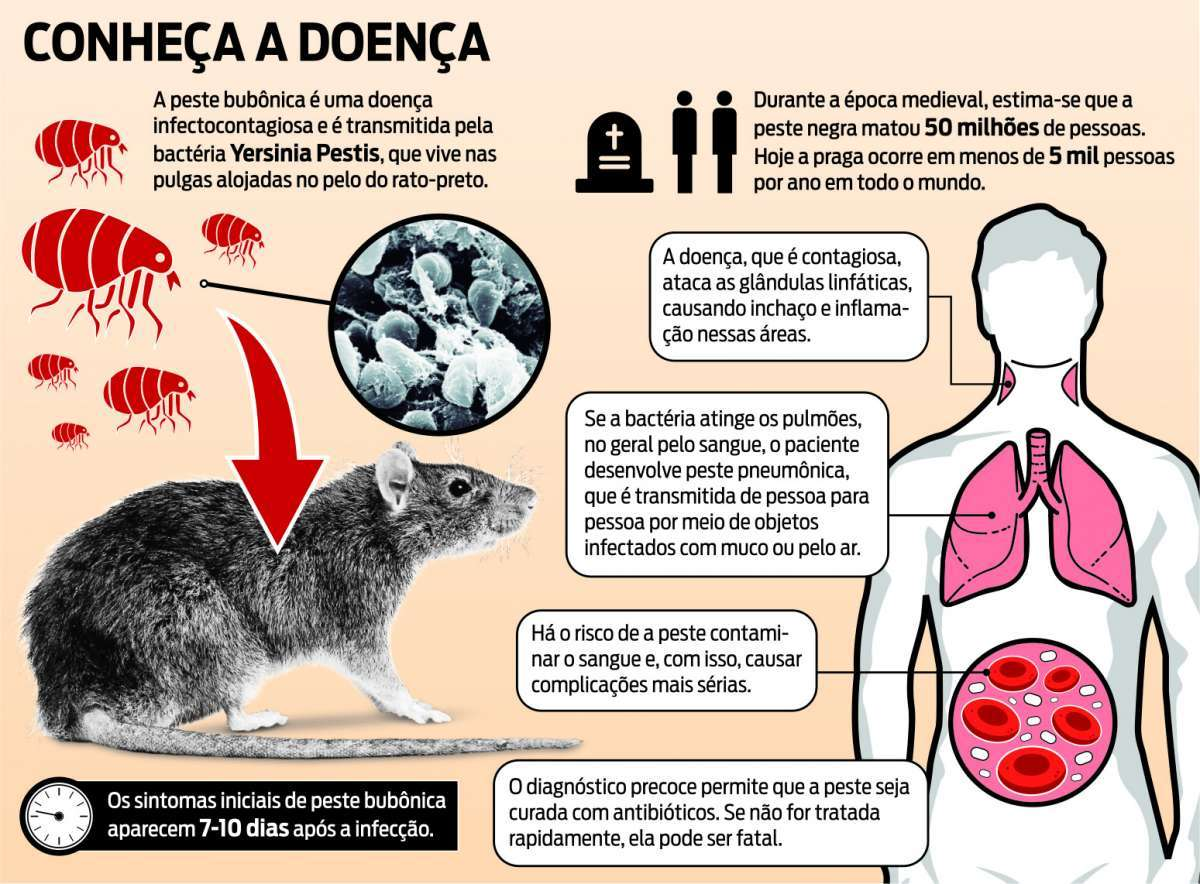 CONHEÇA A DOENÇA
A peste bubônica é uma doença
infectocontagiosa e é transmitida pela
bactéria Yersinia Pestis, que vive nas
pulgas alojadas no pelo do rato-preto.
Durante a época medieval, estima-se que a
peste negra matou 50 milhões de pessoas.
Hoje a praga ocorre em menos de 5 mil pessoas
por ano em todo o mundo.
A doença, que é contagiosa,
ataca as glândulas linfáticas,
causando inchaço e inflama-
ção nessas áreas.
Se a bactéria atinge os pulmões,
no geral pelo sangue, o paciente
desenvolve peste pneumônica,
que é transmitida de pessoa para
pessoa por meio de objetos
infectados com muco ou pelo ar.
Há o risco de a peste contami-
nar o sangue e, com isso, causar
complicações mais sérias.
O diagnóstico precoce permite que a peste seja
curada com antibióticos. Se não for tratada
rapidamente, ela pode ser fatal.
Os sintomas iniciais de peste bubônica
aparecem 7-10 dias após a infecção.